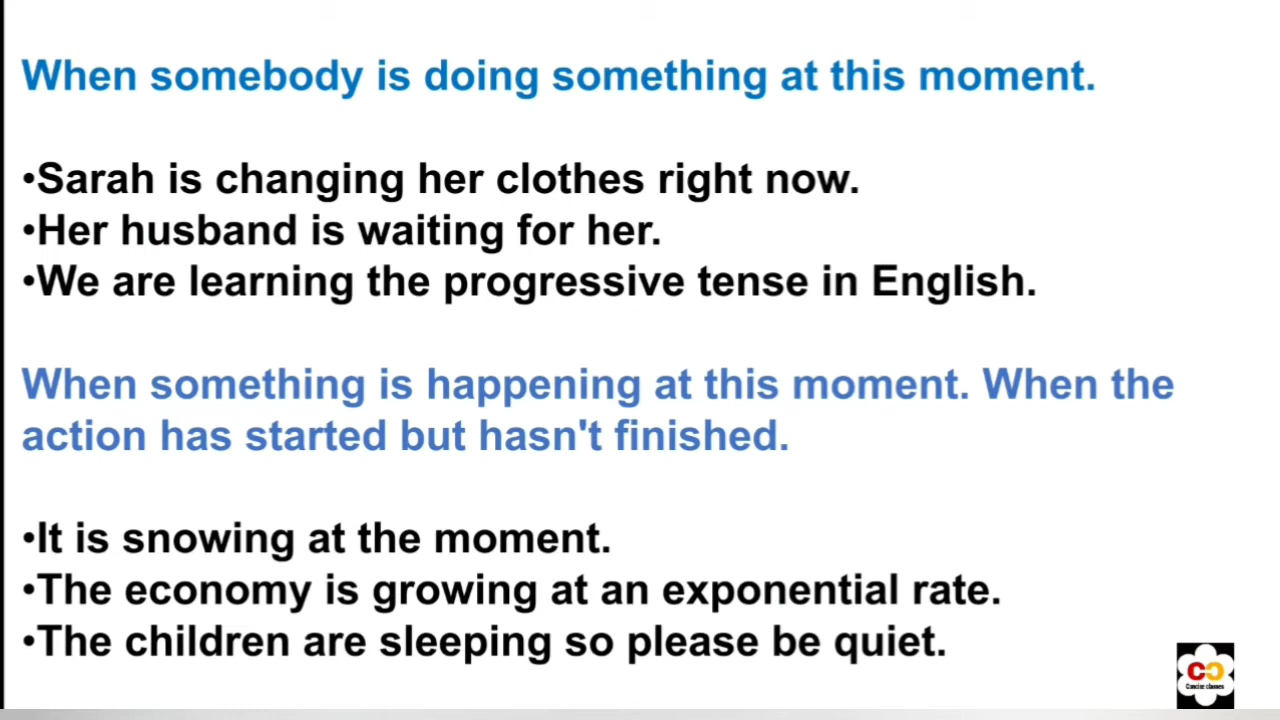 When somebody is doing something at this moment.
•Sarah is changing her clothes right now.
•Her husband is waiting for her.
•We are learning the progressive tense in English.
When something is happening at this moment. When the
action has started but hasn't finished.
•It is snowing at the moment.
•The economy is growing at an exponential rate.
•The children are sleeping so please be quiet.
CC
Concise classes